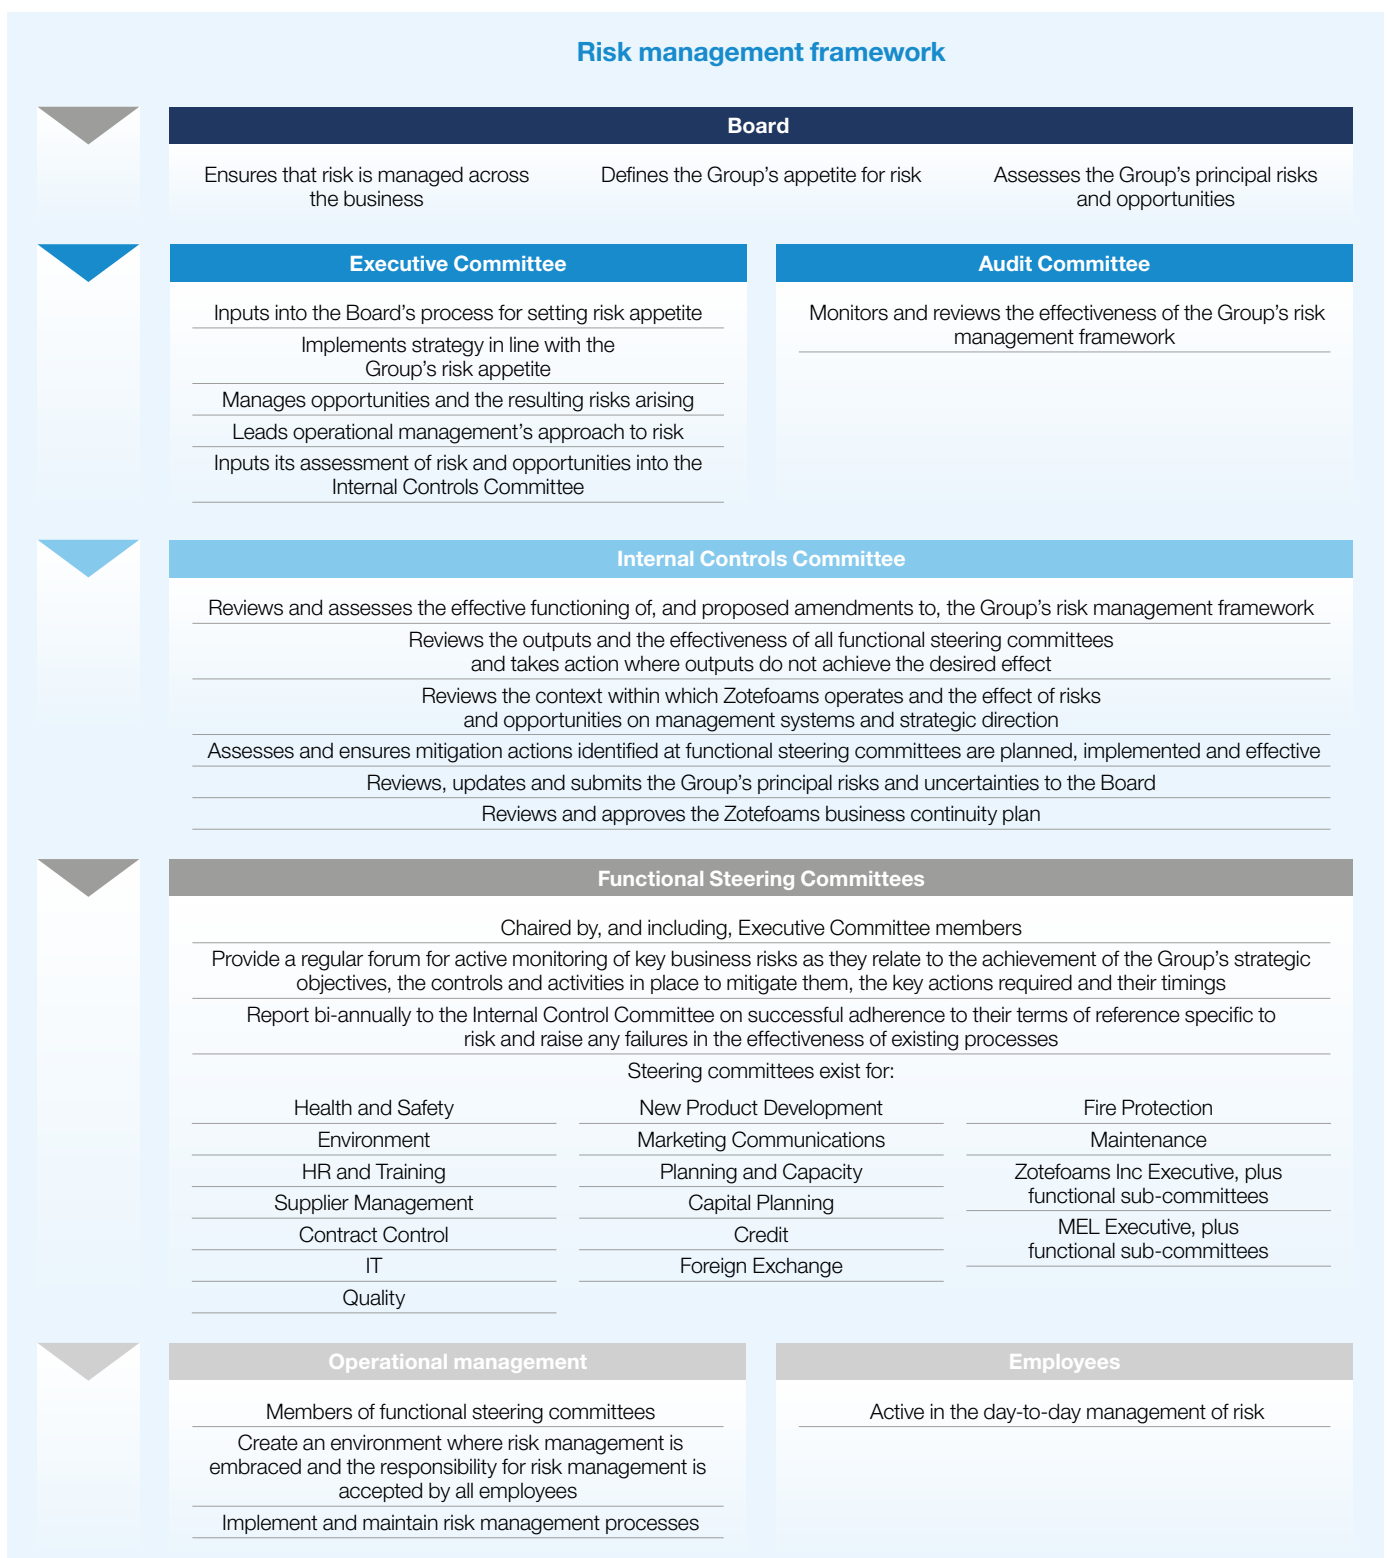 Risk management framework
Board
Ensures that risk is managed across
the business
Defines the Group’s appetite for risk
Assesses the Group’s principal risks
and opportunities
Executive Committee
Inputs into the Board’s process for setting risk appetite
Implements strategy in line with the
Group’s risk appetite
Manages opportunities and the resulting risks arising
Leads operational management’s approach to risk
Inputs its assessment of risk and opportunities into the
Internal Controls Committee
Audit Committee
Monitors and reviews the effectiveness of the Group’s risk
management framework
Internal Controls Committee
Reviews and assesses the effective functioning of, and proposed amendments to, the Group’s risk management framework
Reviews the outputs and the effectiveness of all functional steering committees
and takes action where outputs do not achieve the desired effect
Reviews the context within which Zotefoams operates and the effect of risks
and opportunities on management systems and strategic direction
Assesses and ensures mitigation actions identified at functional steering committees are planned, implemented and effective
Reviews, updates and submits the Group’s principal risks and uncertainties to the Board
Reviews and approves the Zotefoams business continuity plan
Functional Steering Committees
Chaired by, and including, Executive Committee members
Provide a regular forum for active monitoring of key business risks as they relate to the achievement of the Group’s strategic
objectives, the controls and activities in place to mitigate them, the key actions required and their timings
Report bi-annually to the Internal Control Committee on successful adherence to their terms of reference specific to
risk and raise any failures in the effectiveness of existing processes
Steering committees exist for:
Health and Safety
Environment
HR and Training
Supplier Management
Contract Control
IT
Quality
New Product Development
Marketing Communications
Planning and Capacity
Capital Planning
Credit
Foreign Exchange
Fire Protection
Maintenance
Zotefoams Inc Executive, plus
functional sub-committees
MEL Executive, plus
functional sub-committees
Operational management
Members of functional steering committees
Create an environment where risk management is
embraced and the responsibility for risk management is
accepted by all employees
Implement and maintain risk management processes
Employees
Active in the day-to-day management of risk